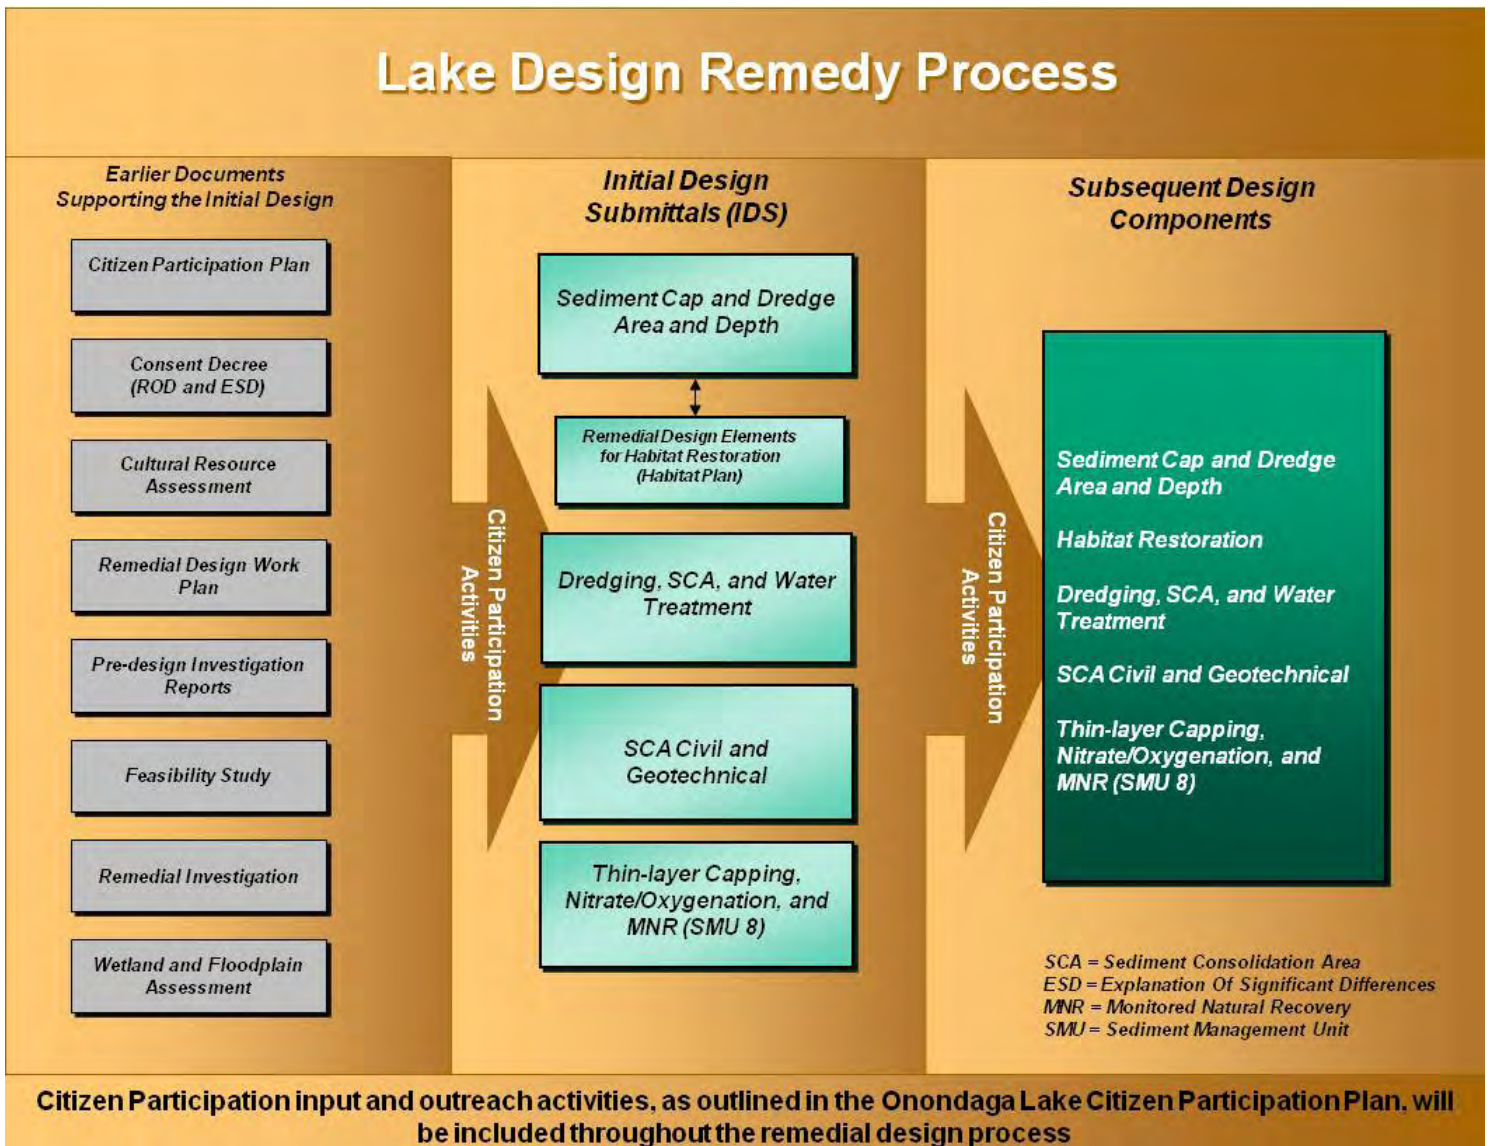 Lake Design Remedy Process
Earlier Documents
Supporting the Initial Design
Citizen Participation Plan
Consent Decree
(ROD and ESD)
Cultural Resource
Assessment
Remedial Design Work
Plan
Pre-design Investigation
Reports
Feasibility Study
Remedial Investigation
Wetland and Floodplain
Assessment
Citizen Participation
Activities
Initial Design
Submittals (IDS)
Sediment Cap and Dredge
Area and Depth
Remedial Design Elements
for Habitat Restoration
(Habitat Plan)
Dredging, SCA, and Water
Treatment
SCA Civil and
Geotechnical
Thin-layer Capping,
Nitrate/Oxygenation, and
MNR (SMU 8)
Citizen Participation
Activities
Subsequent Design
Components
Sediment Cap and Dredge
Area and Depth
Habitat Restoration
Dredging, SCA, and Water
Treatment
SCA Civil and Geotechnical
Thin-layer Capping,
Nitrate/Oxygenation, and
MNR (SMU 8)
SCA = Sediment Consolidation Area
ESD = Explanation Of Significant Differences
MNR = Monitored Natural Recovery
SMU = Sediment Management Unit
Citizen Participation input and outreach activities, as outlined in the Onondaga Lake Citizen Participation Plan, will
be included throughout the remedial design process